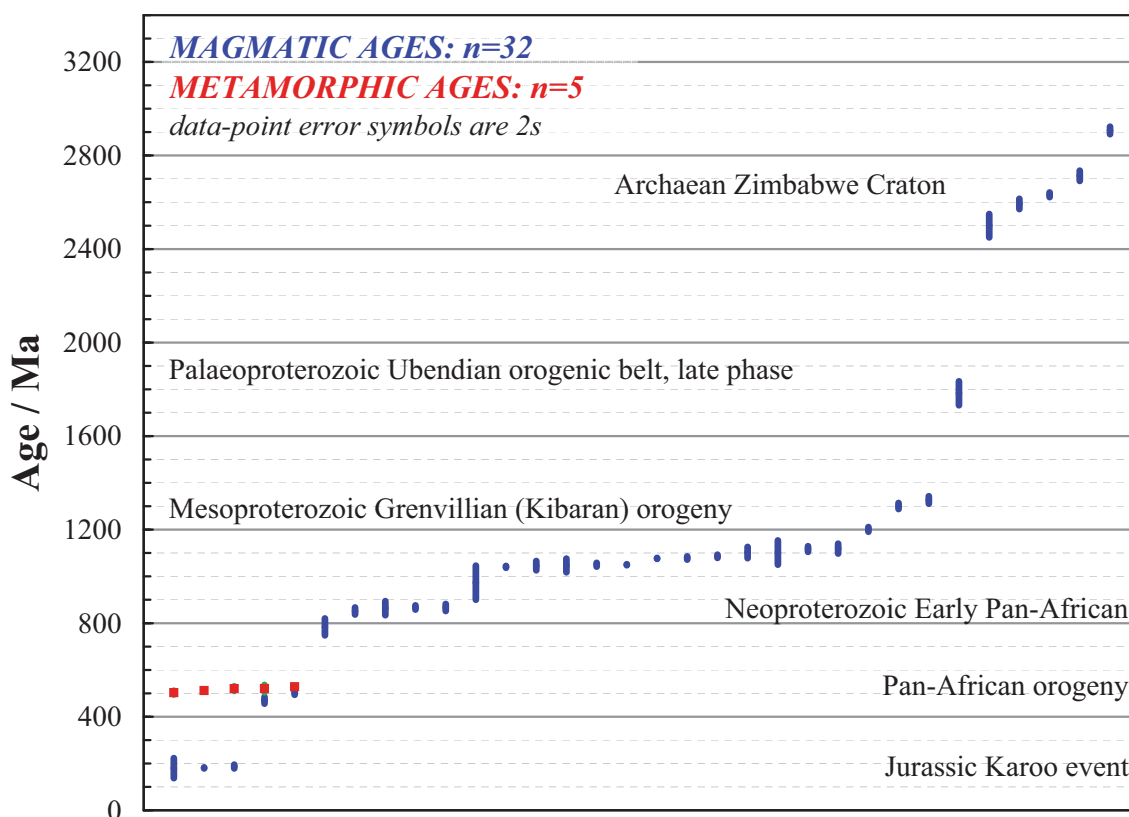 MAGMATIC AGES: n=32
METAMORPHIC AGES: n=5
data-point error symbols are 2s
Archaean Zimbabwe Craton
Palaeoproterozoic Ubendian orogenic belt, late phase
Mesoproterozoic Grenvillian (Kibaran) orogeny
Neoproterozoic Early Pan-African
Pan-African orogeny
Jurassic Karoo event
Age / Ma
3200
2800
2400
2000
1600
1200
800
400
0